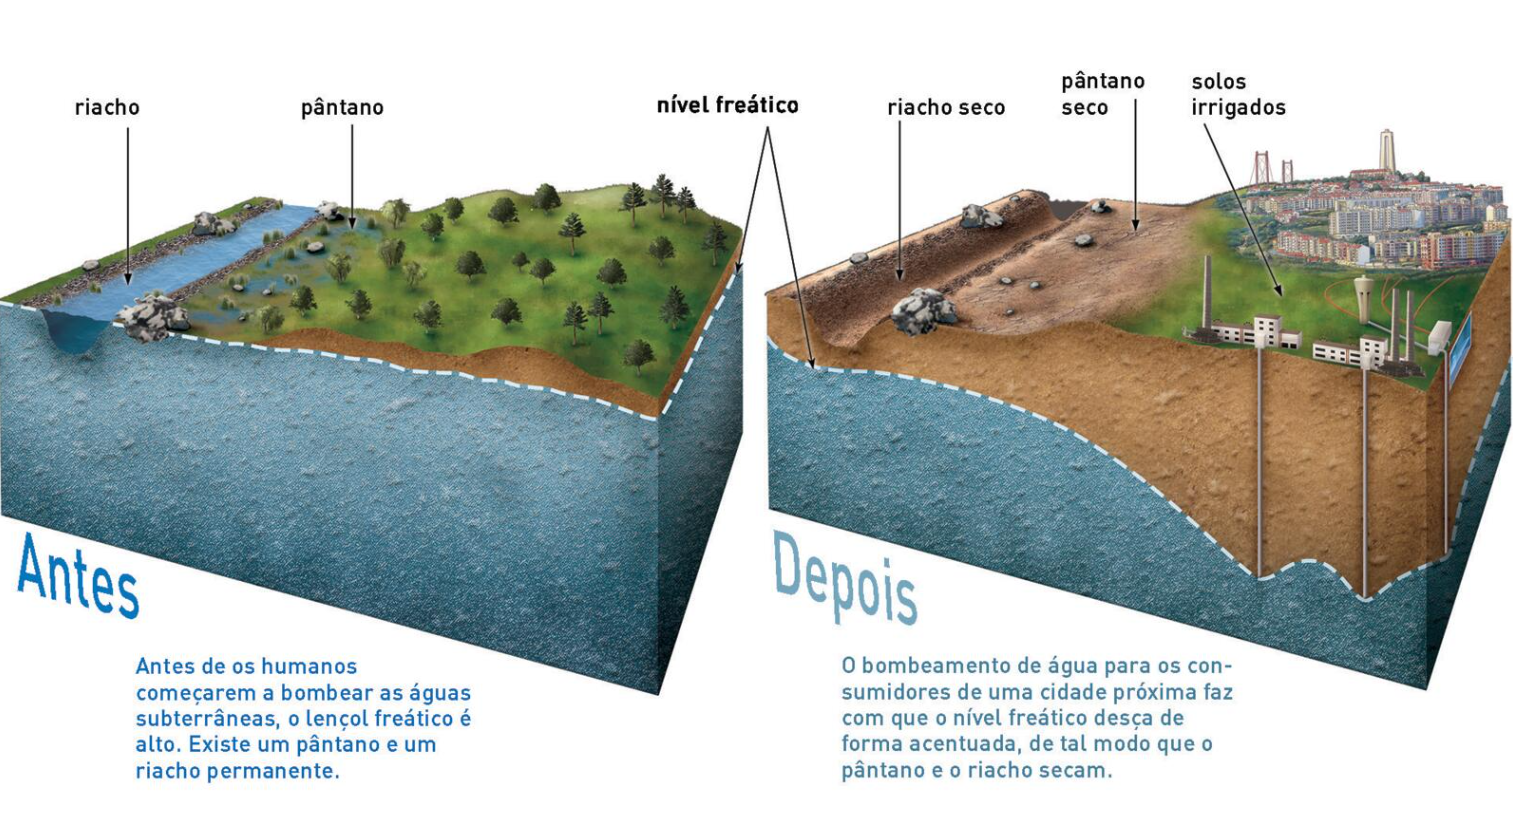 riacho
pântano
nível freático
riacho seco
pântano
seco
solos
irrigados
Antes
Antes de os humanos
começarem a bombear as águas
subterrâneas, o lençol freático é
alto. Existe um pântano e um
riacho permanente.
Depois
O bombeamento de água para os con-
sumidores de uma cidade próxima faz
com que o nível freático desça de
forma acentuada, de tal modo que o
pântano e o riacho secam.